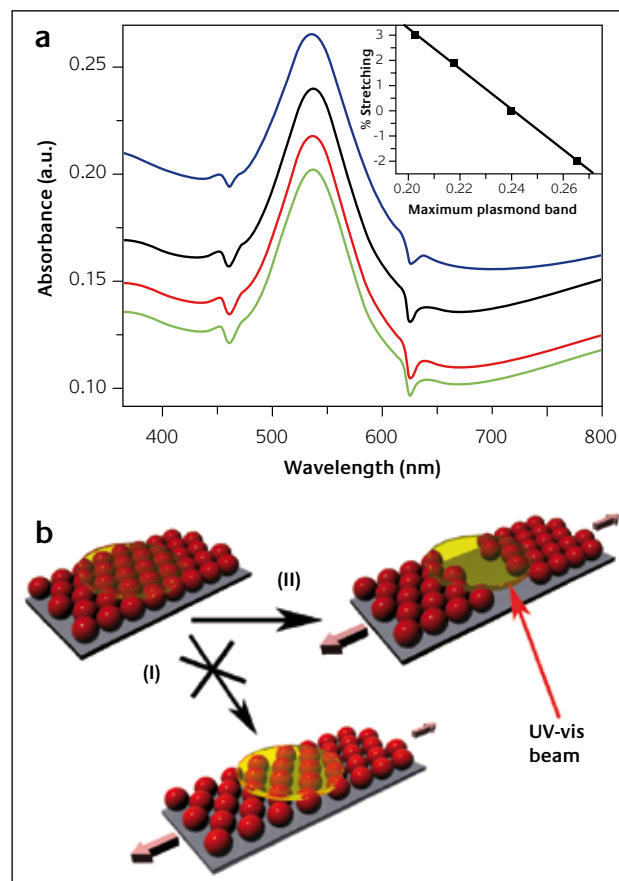 a
Absorbance (a.u.)
0.25
0.20
0.15
0.10
400
500
600
700
800
Wavelength (nm)
% Stretching
3
2
1
0
-1
-2
0.20
0.22
0.24
0.26
Maximum plasmond band
b
(II)
(I)
UV-vis
beam